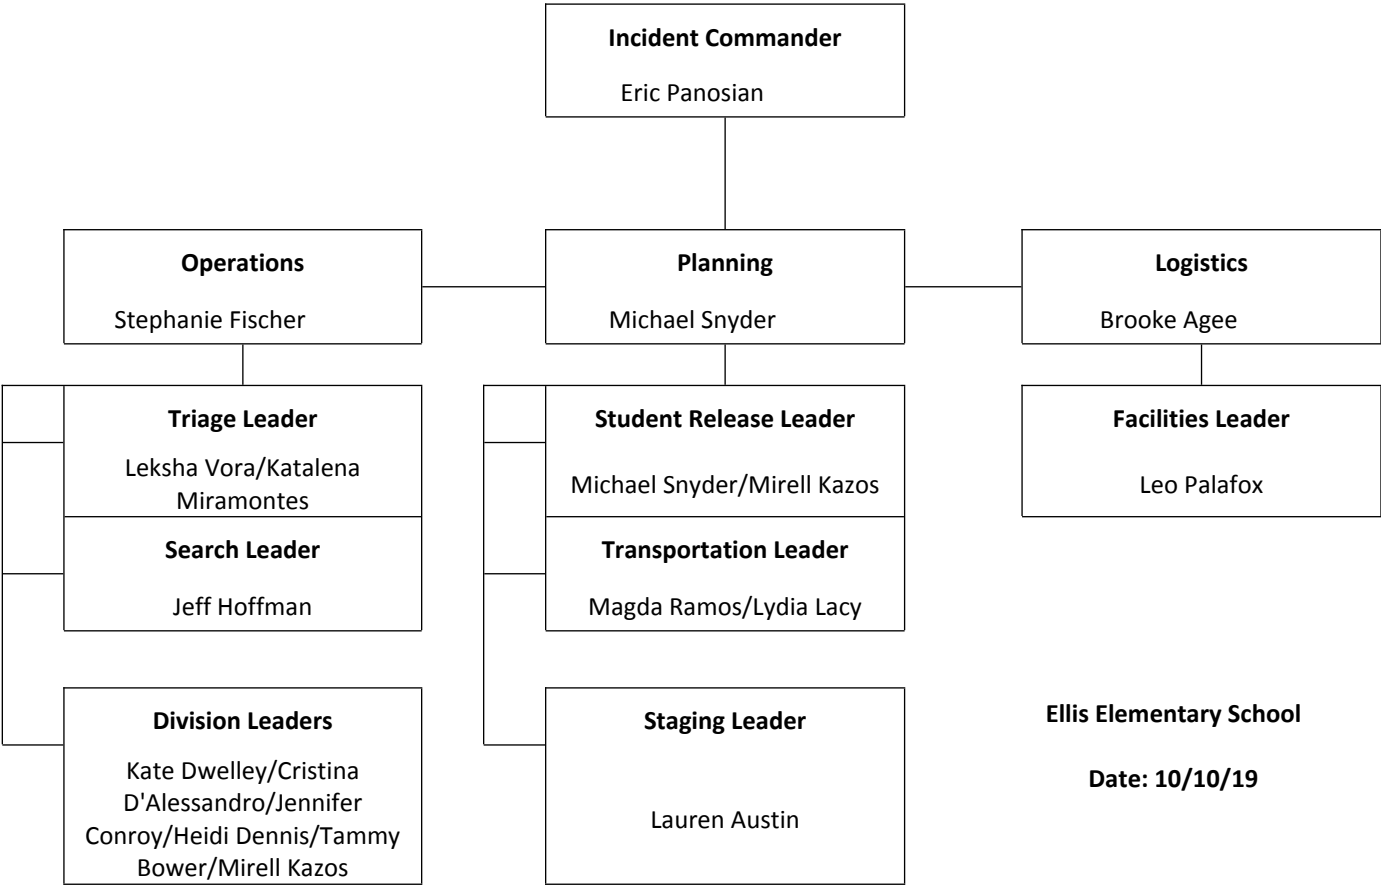 Incident Commander
Eric Panosian
Operations
Stephanie Fischer
Planning
Michael Snyder
Logistics
Brooke Agee
Triage Leader
Leksha Vora/Katalena
Miramontes
Student Release Leader
Michael Snyder/Mirell Kazos
Facilities Leader
Leo Palafox
Search Leader
Jeff Hoffman
Transportation Leader
Magda Ramos/Lydia Lacy
Division Leaders
Kate Dwelley/Cristina
D'Alessandro/Jennifer
Conroy/Heidi Dennis/Tammy
Bower/Mirell Kazos
Staging Leader
Lauren Austin
Ellis Elementary School
Date: 10/10/19